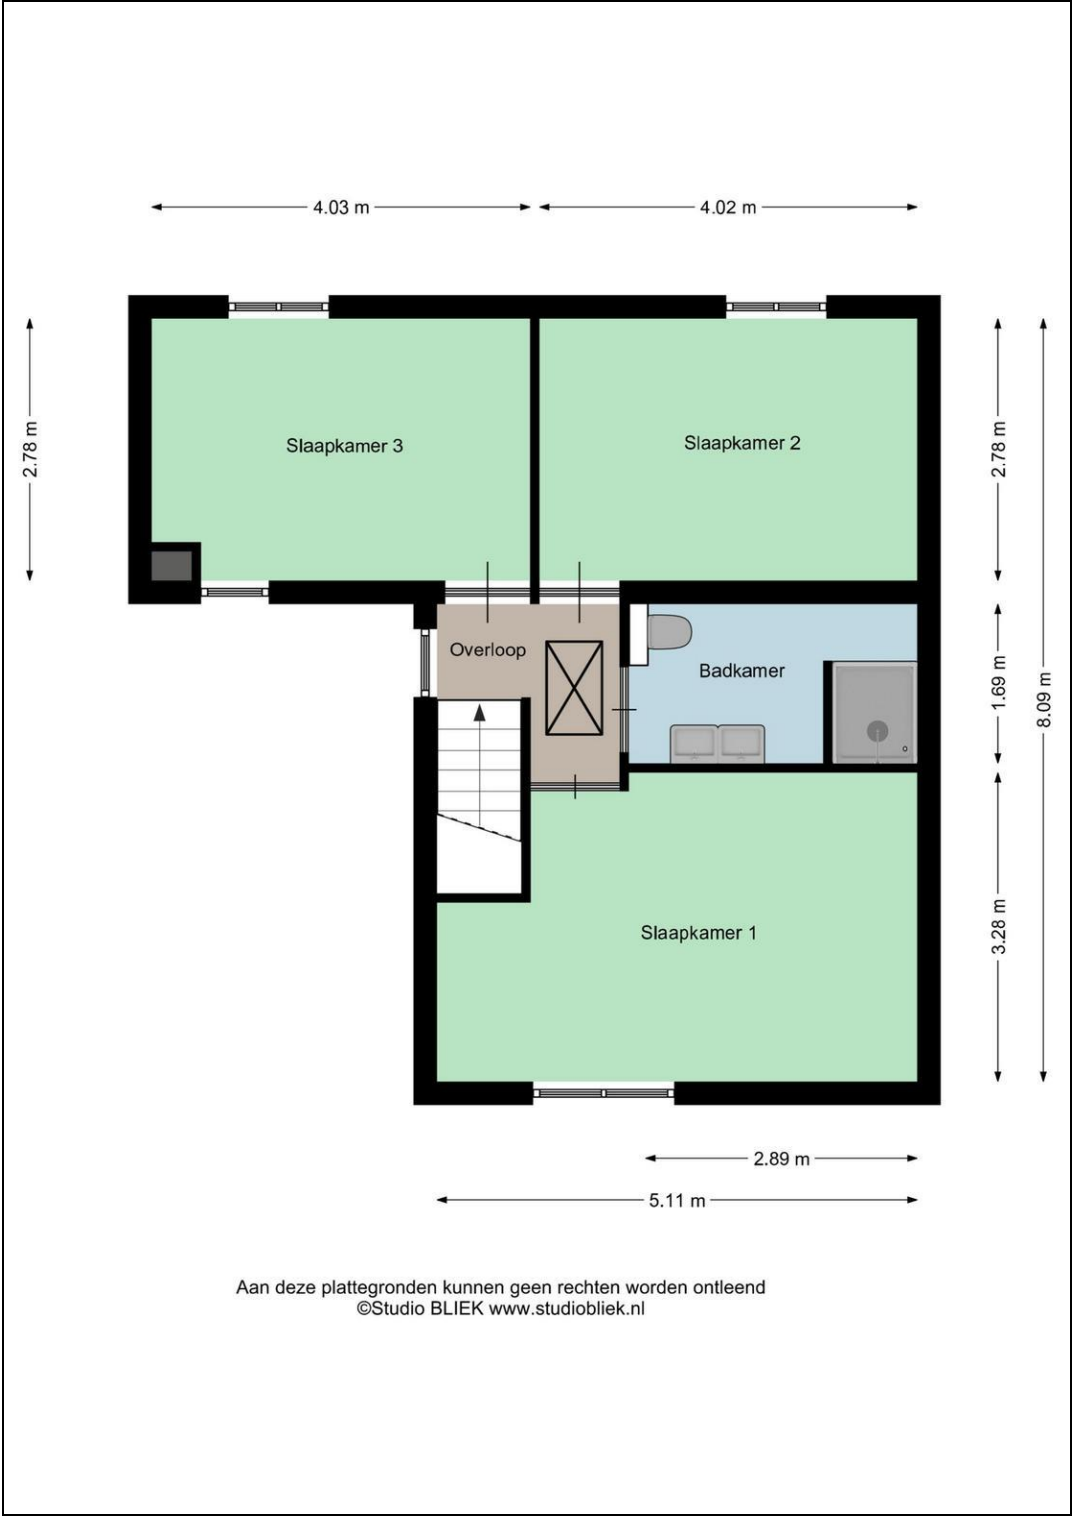 4.03 m
4.02 m
2.78 m
Slaapkamer 3
Slaapkamer 2
2.78 m
Overloop
Badkamer
1.69 m
8.09 m
Slaapkamer 1
3.28 m
2.89 m
5.11 m
Aan deze plattegronden kunnen geen rechten worden ontleend
©Studio BLIEK www.studiobliek.nl